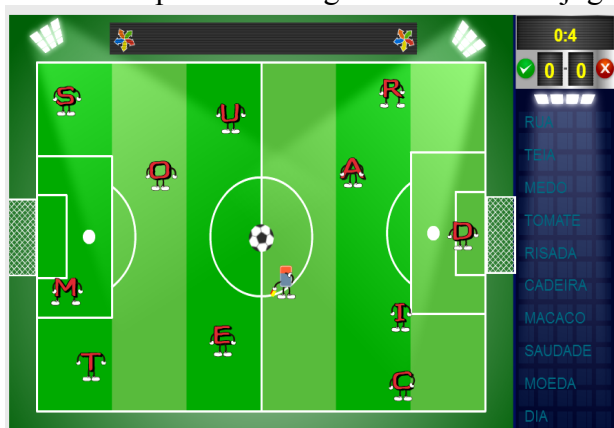 0:4
0 0
S
R
U
O
A
D
M
I
E
T
C
RUA
TEIA
MEDO
TOMATE
RISADA
CADEIRA
MACACO
SAUDADE
MOEDA
DIA